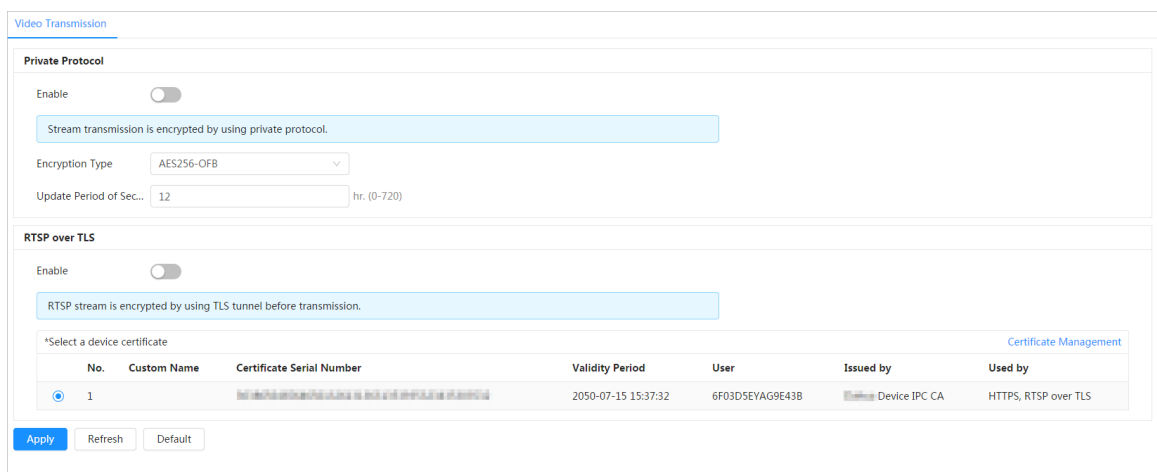 Video Transmission
Private Protocol
Enable
Stream transmission is encrypted by using private protocol.
Encryption Type AES256-OFB
Update Period of Sec... 12 hr. (0-720)
RTSP over TLS
Enable
RTSP stream is encrypted by using TLS tunnel before transmission.
*Select a device certificate Certificate Management
No. Custom Name Certificate Serial Number Validity Period User Issued by Used by
1 2050-07-15 15:37:32 6F03D5EYAG9E43B Device IPC CA HTTPS, RTSP over TLS
Apply Refresh Default